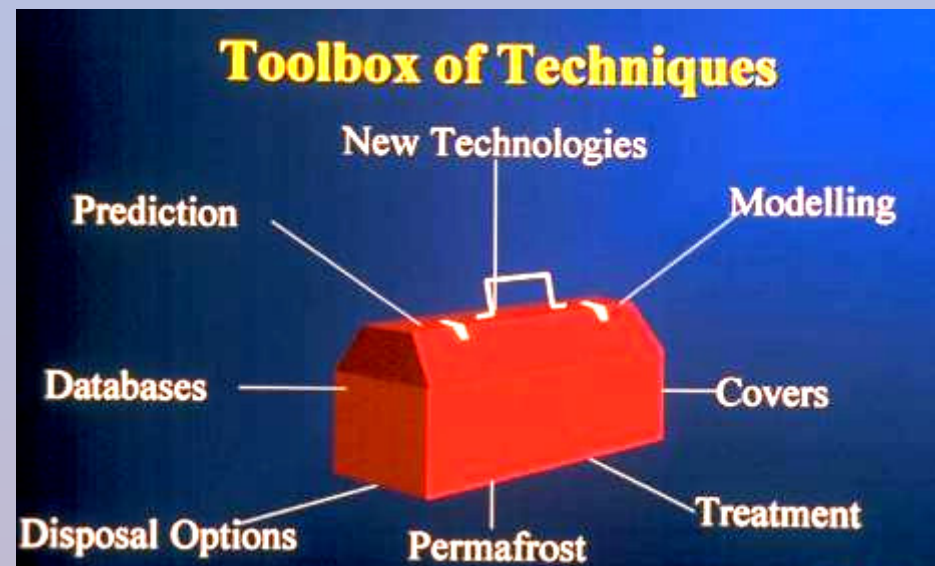 Toolbox of Techniques
New Technologies
Prediction
Modelling
Databases
Covers
Disposal Options
Permafrost
Treatment